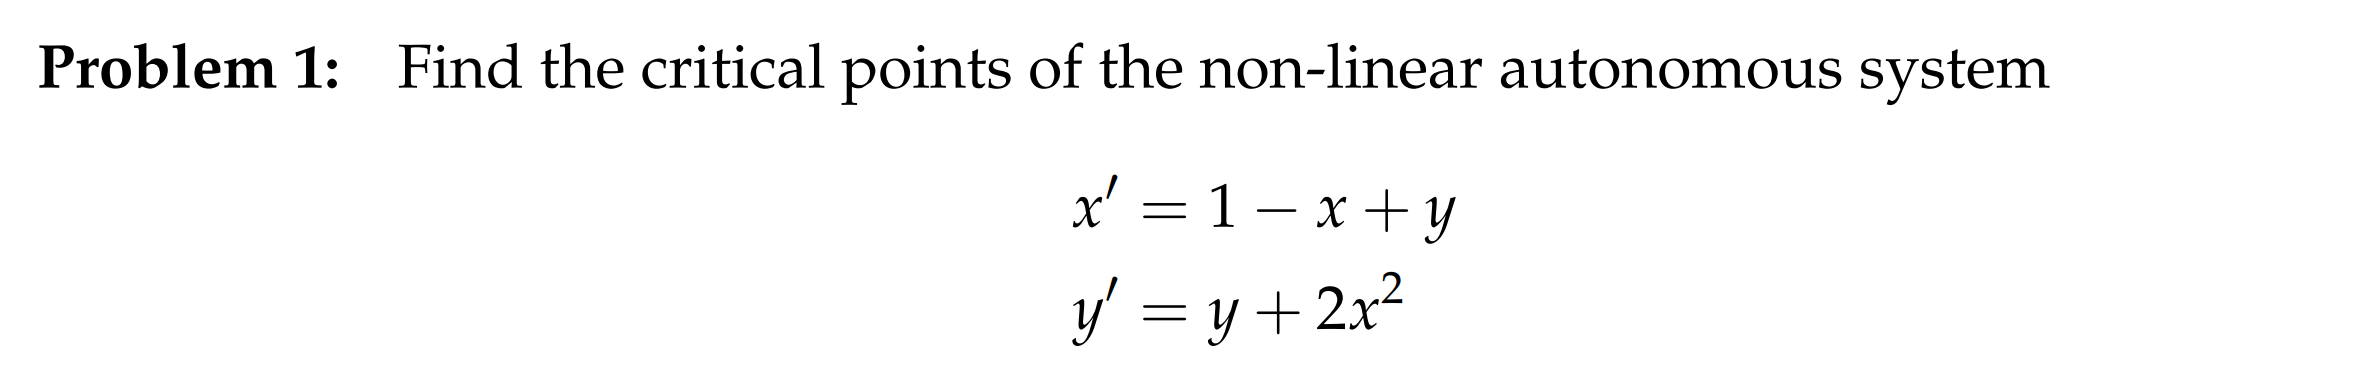 Problem 1: Find the critical points of the non-linear autonomous system
x′ = 1 − x + y
y′ = y + 2x²